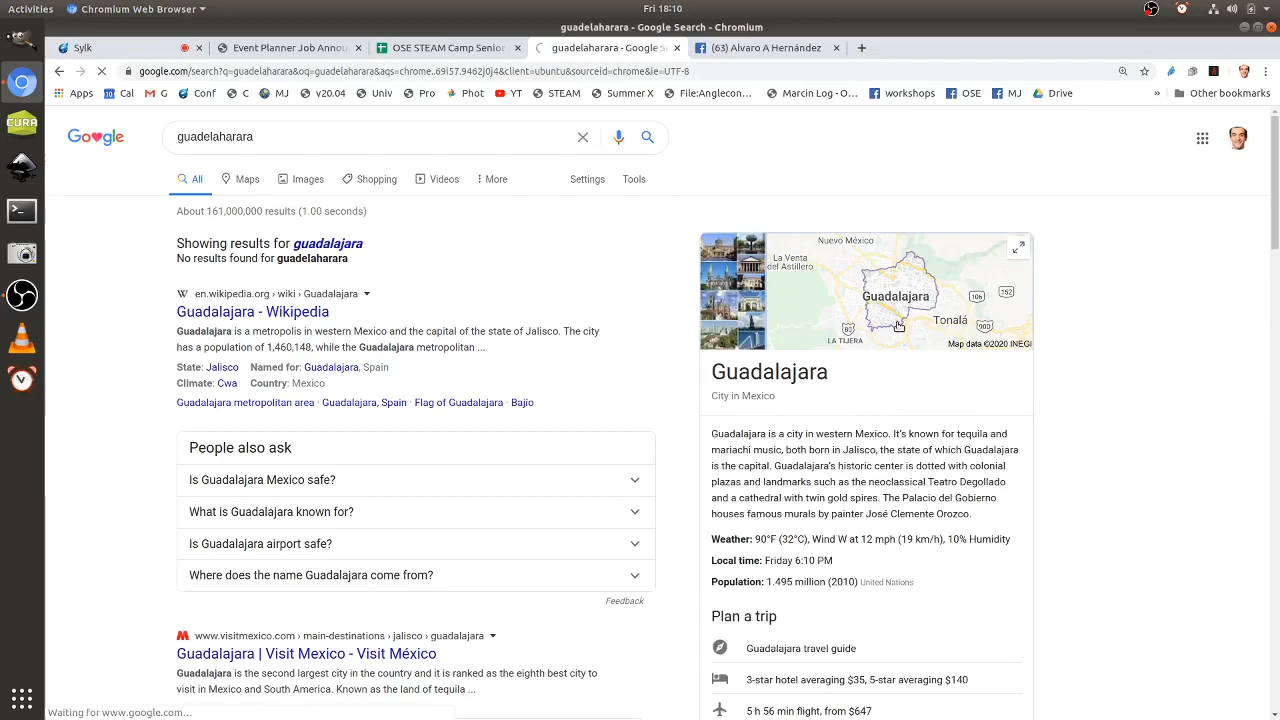 Activities
Chromium Web Browser
Fri 18:10
guadelaharara - Google Search - Chromium
Sylk
Event Planner Job Annou
OSE STEAM Camp Senior
guadelaharara - Google S
(63) Alvaro A Hernández
google.com/search?q=guadelaharara&oq=guadelaharara&aqs=chrome..69i57.9462j0j4&client=ubuntu&sourceid=chrome&ie=UTF-8
Apps
Cal
G
Conf
C
MJ
v20.04
Univ
Pro
Phot
YT
STEAM
Summer X
File:Anglecon...
Marcin Log - O...
workshops
OSE
MJ
Drive
»
Other bookmarks
CURA
guadelaharara
All
Maps
Images
Shopping
Videos
More
Settings
Tools
About 161,000,000 results (1.00 seconds)
Showing results for guadalajara
No results found for guadelaharara
en.wikipedia.org › wiki › Guadalajara
Guadalajara - Wikipedia
Guadalajara is a metropolis in western Mexico and the capital of the state of Jalisco. The city
has a population of 1,460,148, while the Guadalajara metropolitan ...
State: Jalisco Named for: Guadalajara, Spain
Climate: Cwa Country: Mexico
Guadalajara metropolitan area · Guadalajara, Spain · Flag of Guadalajara · Bajío
People also ask
Is Guadalajara Mexico safe?
What is Guadalajara known for?
Is Guadalajara airport safe?
Where does the name Guadalajara come from?
Feedback
www.visitmexico.com › main-destinations › jalisco › guadalajara
Guadalajara | Visit Mexico - Visit México
Guadalajara is the second largest city in the country and it is ranked as the eighth best city to
visit in Mexico and South America. Known as the land of tequila ...
Waiting for www.google.com...
Nuevo México
La Venta
del Astillero
Guadalajara
106
152
Tonalá
80
90D
LA TIJERA
Map data ©2020 INEGI
Guadalajara
City in Mexico
Guadalajara is a city in western Mexico. It's known for tequila and
mariachi music, both born in Jalisco, the state of which Guadalajara
is the capital. Guadalajara's historic center is dotted with colonial
plazas and landmarks such as the neoclassical Teatro Degollado
and a cathedral with twin gold spires. The Palacio del Gobierno
houses famous murals by painter José Clemente Orozco.
Weather: 90°F (32°C), Wind W at 12 mph (19 km/h), 10% Humidity
Local time: Friday 6:10 PM
Population: 1.495 million (2010) United Nations
Plan a trip
Guadalajara travel guide
3-star hotel averaging $35, 5-star averaging $140
5 h 56 min flight, from $647